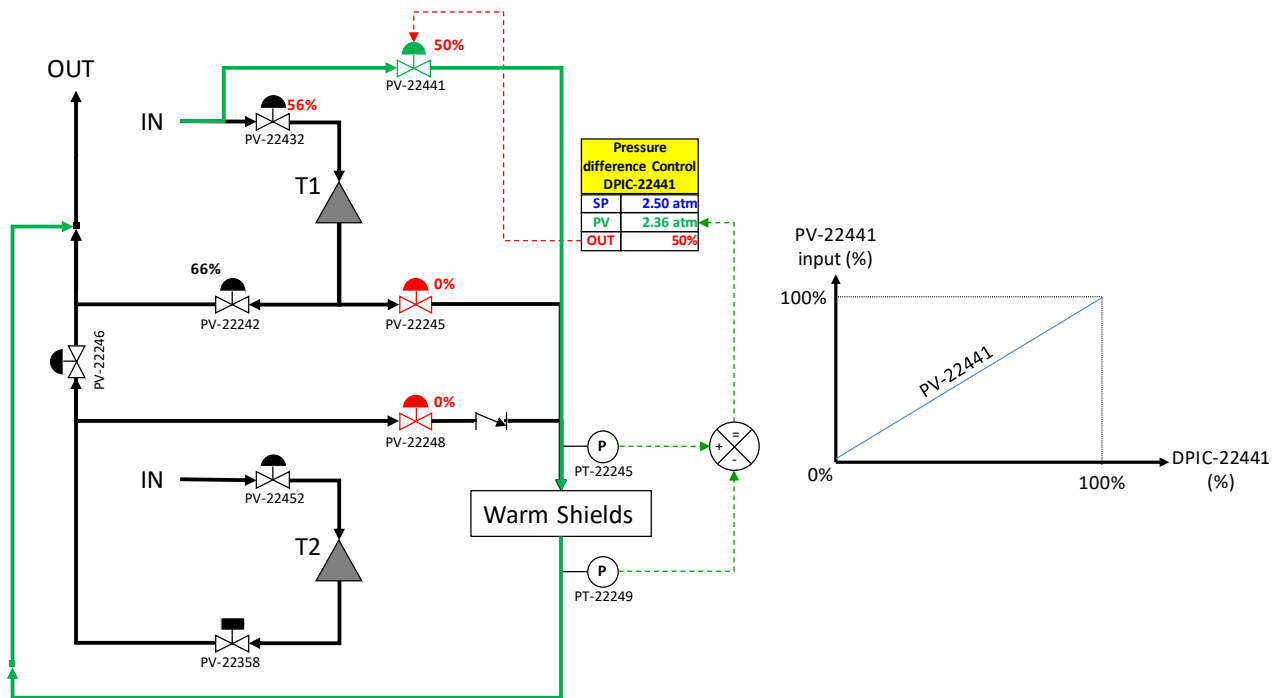 50%
OUT
PV-22441
IN
56%
PV-22432
T1
Pressure
difference Control
DPIC-22441
SP 2.50 atm
PV 2.36 atm
OUT 50%
66%
0%
PV-22242
PV-22245
PV-22246
0%
PV-22248
P
PT-22245
+
=
-
IN
PV-22452
Warm Shields
T2
P
PT-22249
PV-22358
PV-22441
input (%)
100%
PV-22441
0%
100%
DPIC-22441
(%)